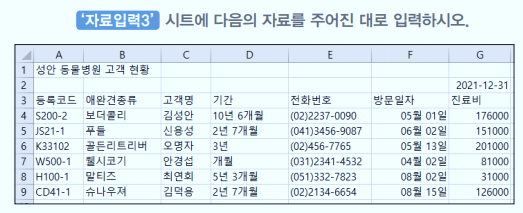 '자료입력3' 시트에 다음의 자료를 주어진 대로 입력하시오.
A B C D E F G
1 성안 동물병원 고객 현황
2 2021-12-31
3 등록코드 애완견종류 고객명 기간 전화번호 방문일자 진료비
4 S200-2 보더콜리 김성안 10년 6개월 (02)2237-0090 05월 01일 176000
5 JS21-1 푸들 신용성 2년 7개월 (041)3456-9087 06월 02일 151000
6 K33102 골든리트리버 오명자 3년 (02)456-7765 05월 13일 201000
7 W500-1 웰시코기 안경섭 개월 (031)2341-4532 04월 02일 81000
8 H100-1 말티즈 최연희 5년 3개월 (051)332-7823 08월 02일 31000
9 CD41-1 슈나우져 김덕용 2년 7개월 (02)2134-6654 08월 15일 126000